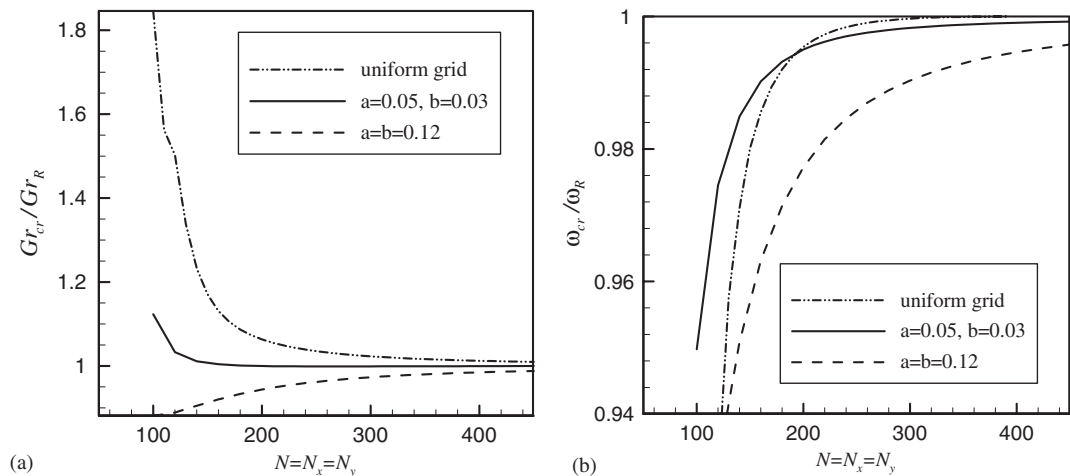 1.8
1.6
1.4
1.2
1
Gr_cr/Gr_R
uniform grid
a=0.05, b=0.03
a=b=0.12
100 200 300 400
N=N_x=N_y
(a)
1
0.98
0.96
0.94
ω_cr/ω_R
uniform grid
a=0.05, b=0.03
a=b=0.12
100 200 300 400
N=N_x=N_y
(b)